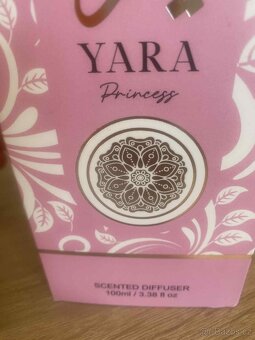 YARA
Princess
SCENTED DIFFUSER
100ml / 3.38 fl oz